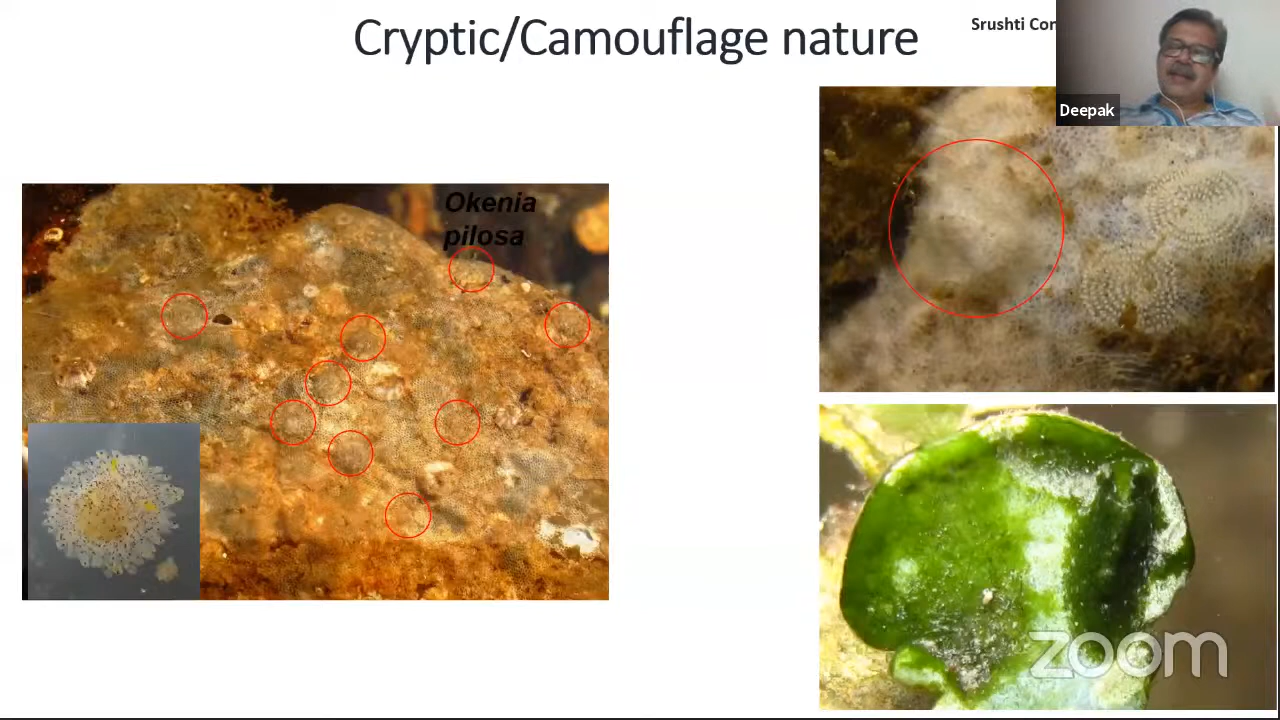 Cryptic/Camouflage nature
Srushti Con
Deepak
Okenia
pilosa
zoom